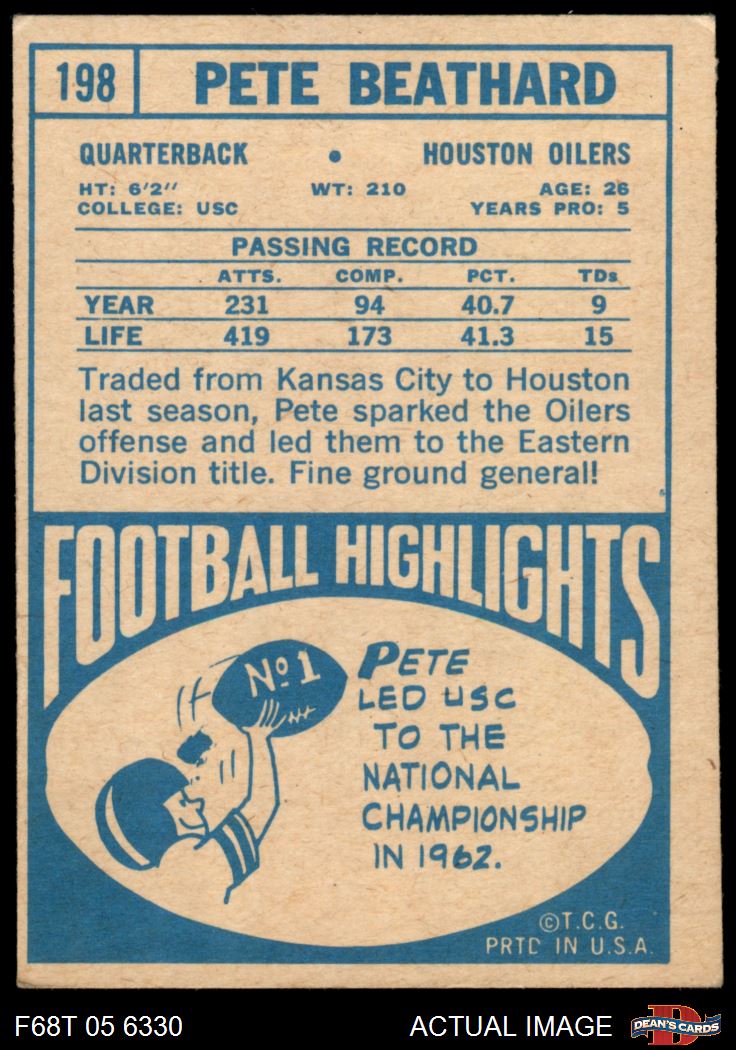 198 PETE BEATHARD
QUARTERBACK • HOUSTON OILERS
HT: 6'2" WT: 210 AGE: 26
COLLEGE: USC YEARS PRO: 5
PASSING RECORD
ATTS. COMP. PCT. TDs
YEAR 231 94 40.7 9
LIFE 419 173 41.3 15
Traded from Kansas City to Houston
last season, Pete sparked the Oilers
offense and led them to the Eastern
Division title. Fine ground general!
FOOTBALL HIGHLIGHTS
No 1
PETE
LED USC
TO THE
NATIONAL
CHAMPIONSHIP
IN 1962.
©T.C.G.
PRTD IN U.S.A.
F68T 05 6330 ACTUAL IMAGE DEAN'S CARDS